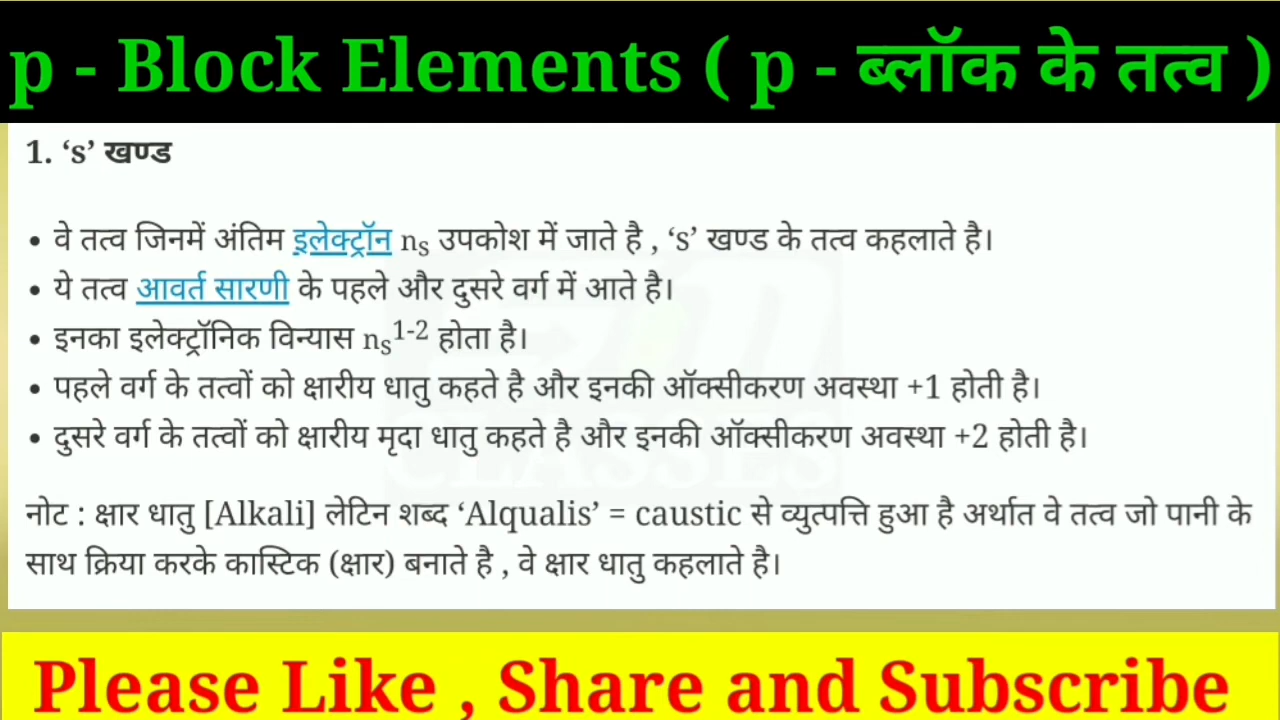 p - Block Elements ( p - ब्लॉक के तत्व )
1. ‘s’ खण्ड
• वे तत्व जिनमें अंतिम इलेक्ट्रॉन nₛ उपकोश में जाते है , ‘s’ खण्ड के तत्व कहलाते है।
• ये तत्व आवर्त सारणी के पहले और दुसरे वर्ग में आते है।
• इनका इलेक्ट्रॉनिक विन्यास nₛ¹⁻² होता है।
• पहले वर्ग के तत्वों को क्षारीय धातु कहते है और इनकी ऑक्सीकरण अवस्था +1 होती है।
• दुसरे वर्ग के तत्वों को क्षारीय मृदा धातु कहते है और इनकी ऑक्सीकरण अवस्था +2 होती है।
नोट : क्षार धातु [Alkali] लेटिन शब्द ‘Alqualis’ = caustic से व्युत्पत्ति हुआ है अर्थात वे तत्व जो पानी के
साथ क्रिया करके कास्टिक (क्षार) बनाते है , वे क्षार धातु कहलाते है।
CLASSES
Please Like , Share and Subscribe